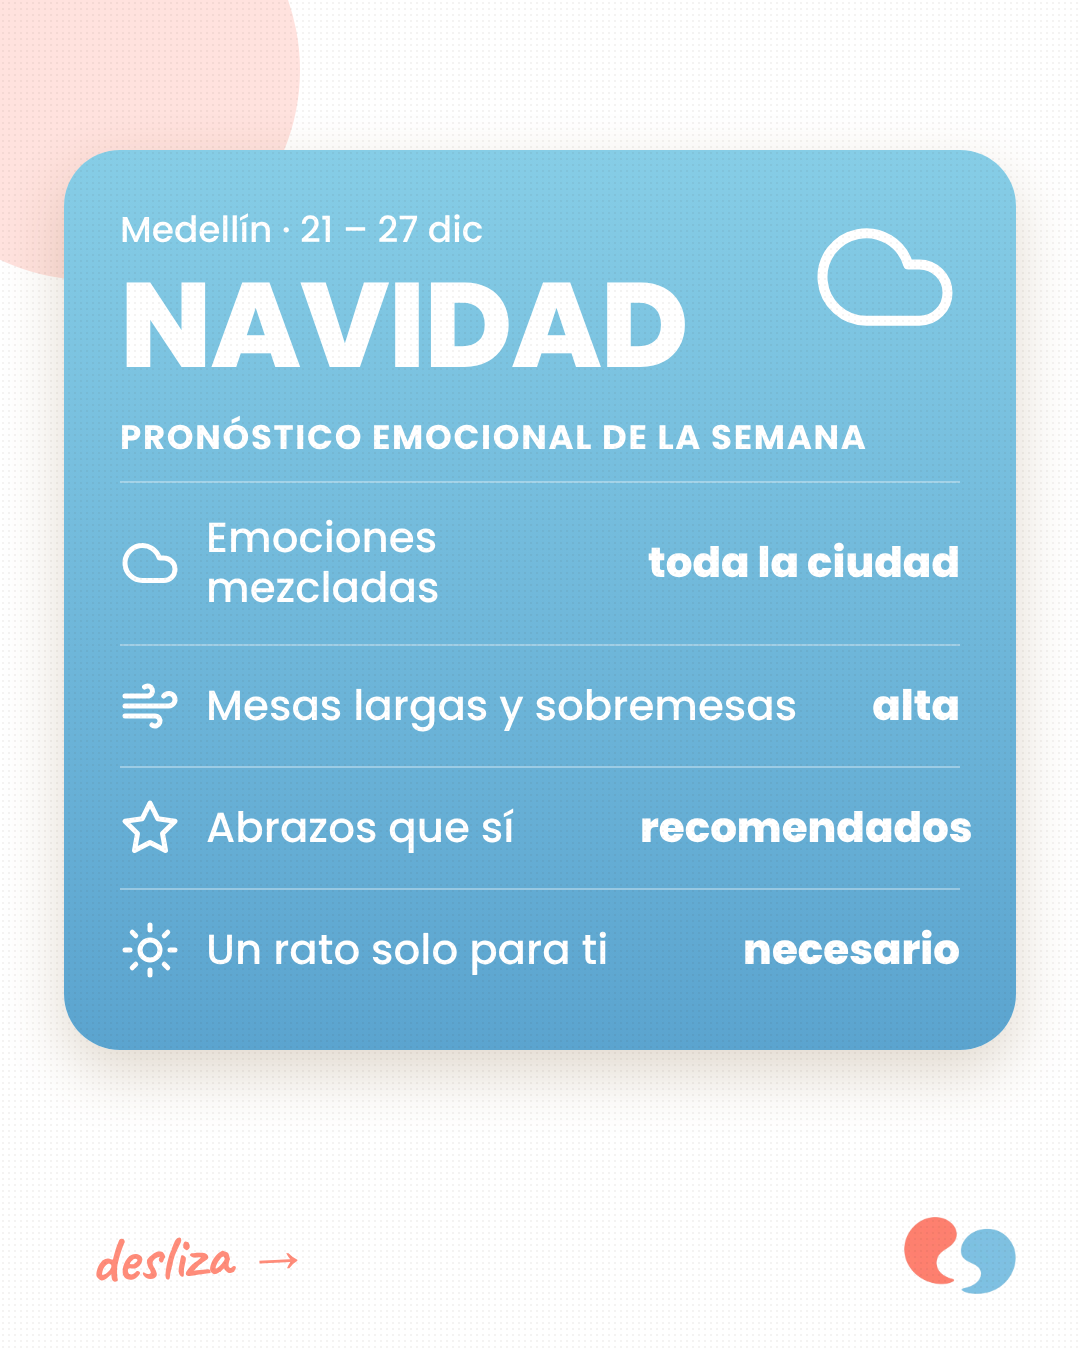 Medellín · 21 – 27 dic
NAVIDAD
PRONÓSTICO EMOCIONAL DE LA SEMANA
Emociones
mezcladas
toda la ciudad
Mesas largas y sobremesas alta
Abrazos que sí recomendados
Un rato solo para ti necesario
desliza →